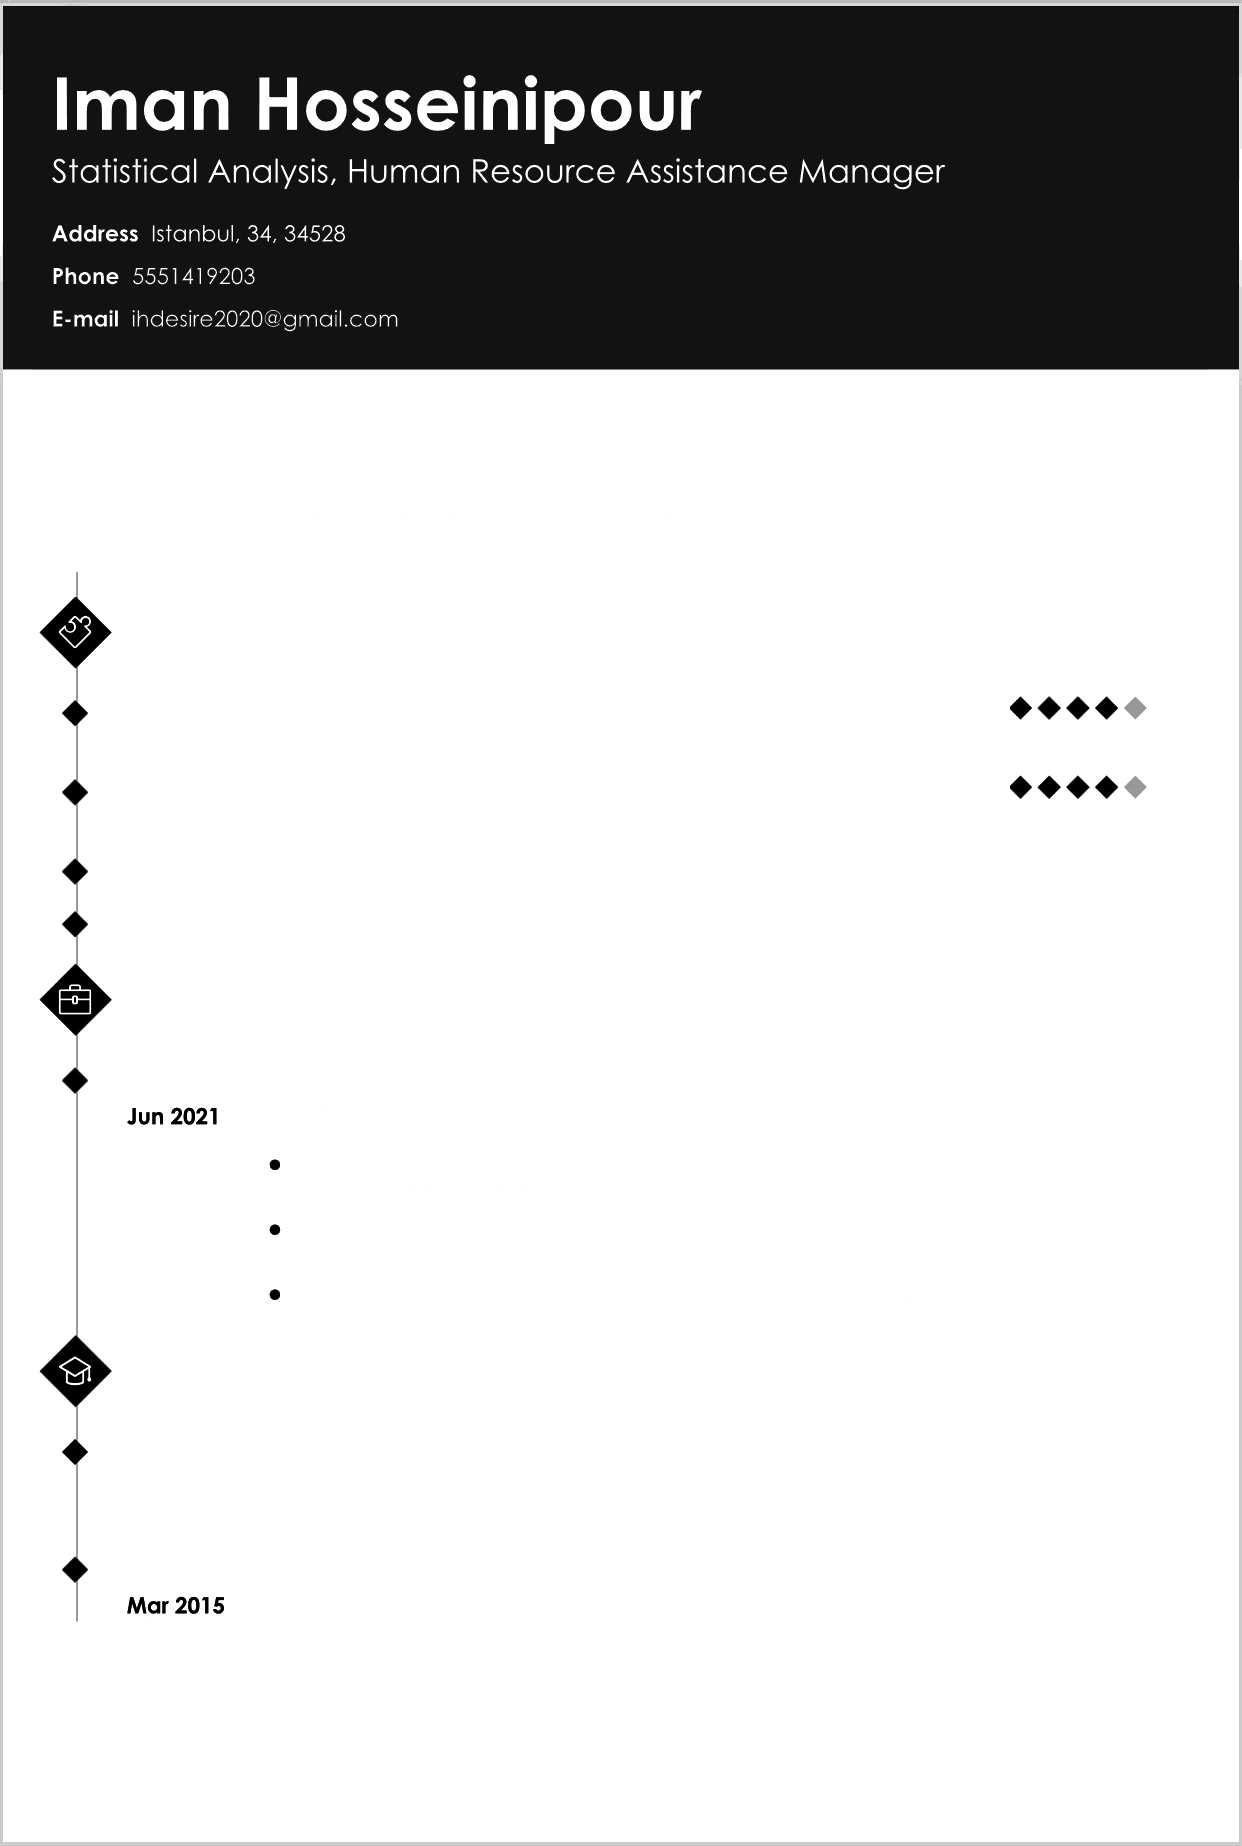 Iman Hosseinipour
Statistical Analysis, Human Resource Assistance Manager
Address Istanbul, 34, 34528
Phone 5551419203
E-mail ihdesire2020@gmail.com
Jun 2021
Mar 2015